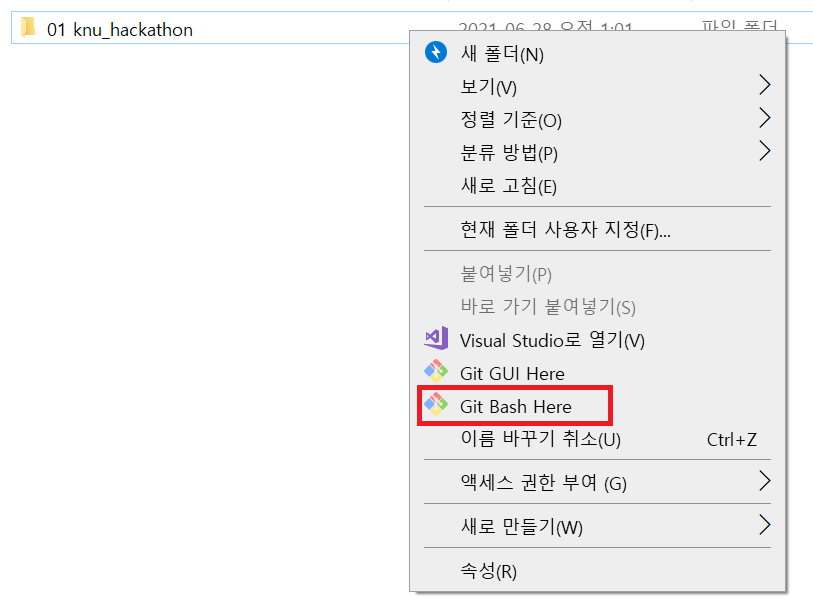 01 knu_hackathon 2021-06-28 오전 1:01 파일 폴더
새 폴더(N)
보기(V)
정렬 기준(O)
분류 방법(P)
새로 고침(E)
현재 폴더 사용자 지정(F)...
붙여넣기(P)
바로 가기 붙여넣기(S)
Visual Studio로 열기(V)
Git GUI Here
Git Bash Here
이름 바꾸기 취소(U) Ctrl+Z
액세스 권한 부여 (G)
새로 만들기(W)
속성(R)